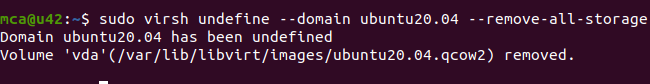 mca@u42:~$ sudo virsh undefine --domain ubuntu20.04 --remove-all-storage
Domain ubuntu20.04 has been undefined
Volume 'vda'(/var/lib/libvirt/images/ubuntu20.04.qcow2) removed.